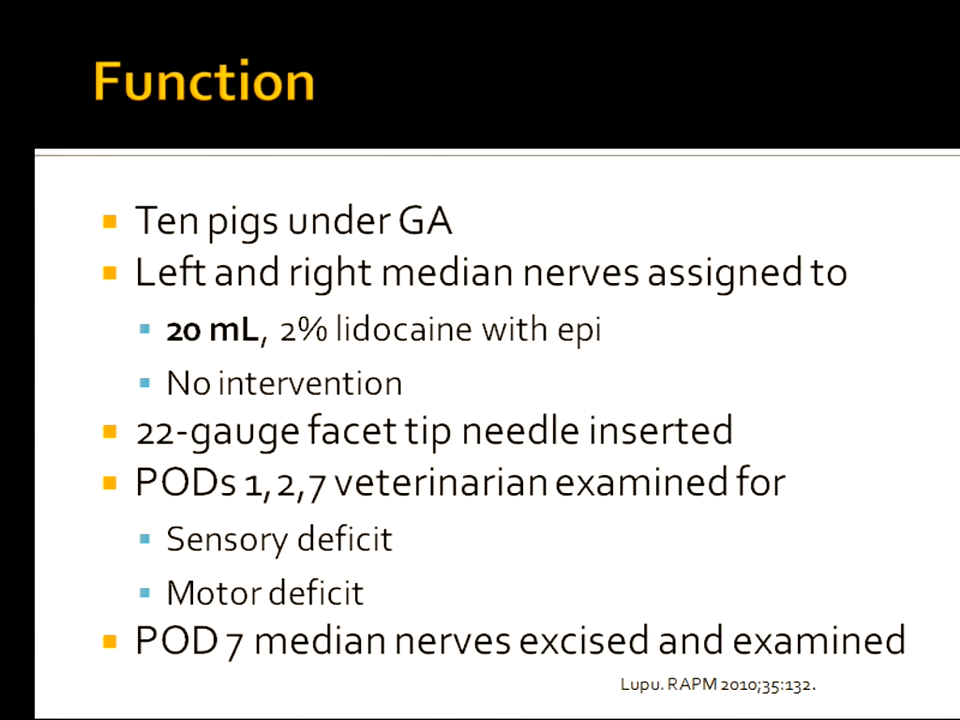 Function
Ten pigs under GA
Left and right median nerves assigned to
20 mL, 2% lidocaine with epi
No intervention
22-gauge facet tip needle inserted
PODs 1, 2,7 veterinarian examined for
Sensory deficit
Motor deficit
POD 7 median nerves excised and examined
Lupu. RAPM 2010;35:132.